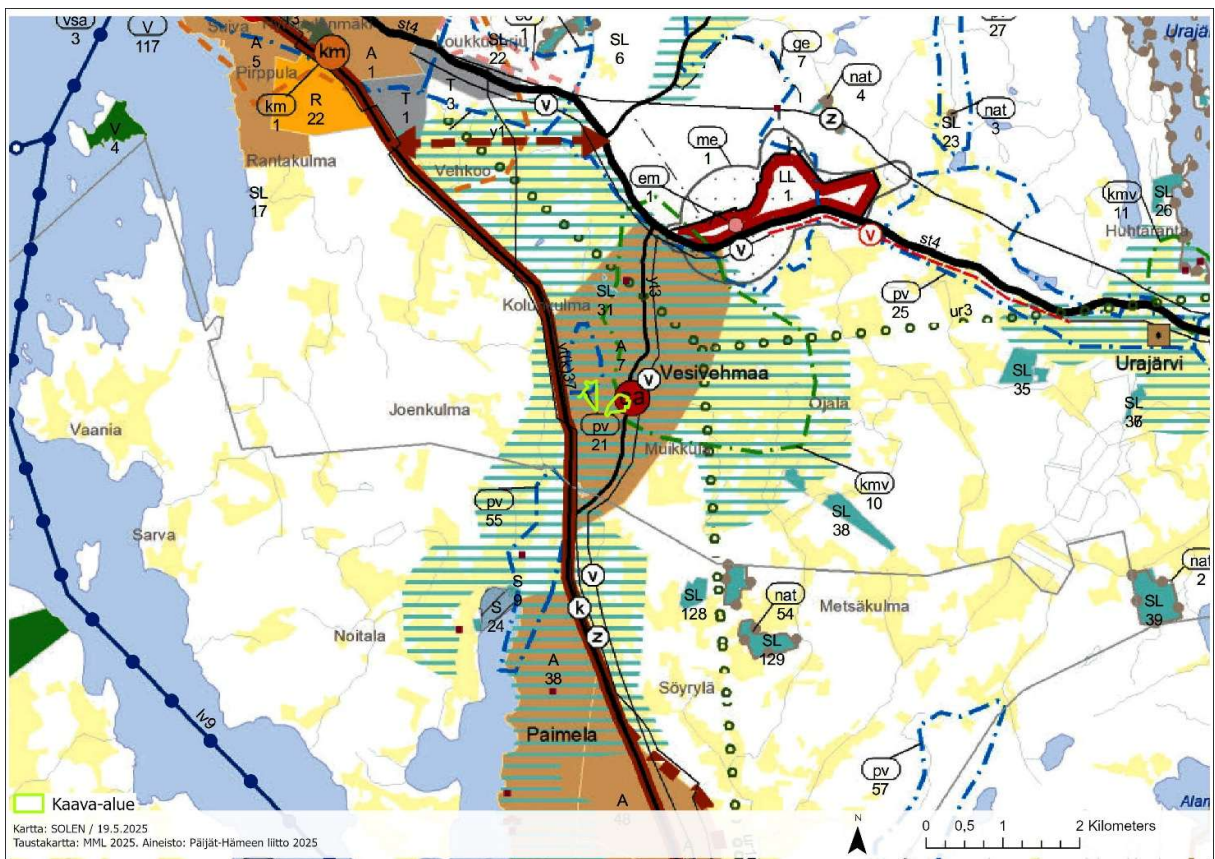 vsa
3
V
117
Suiva
A
5
Pirppula
km
km
1
R
22
A
1
T
1
T
3
st4
SL
22
SL
6
v
y1
Rantakulma
Vehkoo
V
4
SL
17
ge
7
nat
4
z
27
nat
3
SL
23
me
1
em
1
LL
1
v
v
st4
kmv
11
SL
26
Huhtaranta
pv
25
ur3
Urajärvi
SL
35
SL
36
SL
31
A
7
v
Vesivehmaa
Joenkulma
Vaania
pv
21
Ojala
kmv
10
SL
38
pv
55
Sarva
S
9
S
24
v
k
z
SL
128
nat
54
SL
129
Metsäkulma
nat
2
SL
39
Noitala
A
38
Söyrylä
Paimela
lv9
pv
57
A
48
Kaava-alue
Kartta: SOLEN / 19.5.2025
Taustakartta: MML 2025. Aineisto: Päijät-Hämeen liitto 2025
N
0 0,5 1 2 Kilometers